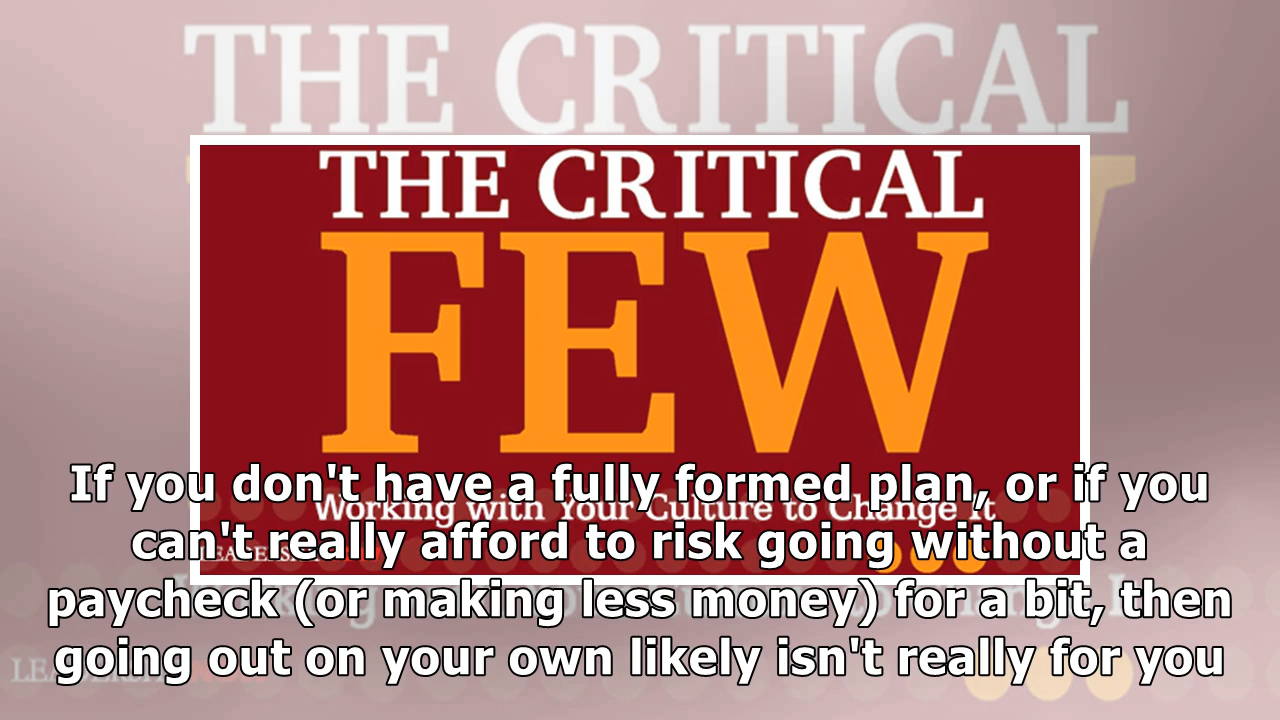 THE CRITICAL
THE CRITICAL
FEW
If you don't have a fully formed plan, or if you
Working with Your Culture to Change It
can't really afford to risk going without a
paycheck (or making less money) for a bit, then
going out on your own likely isn't really for you